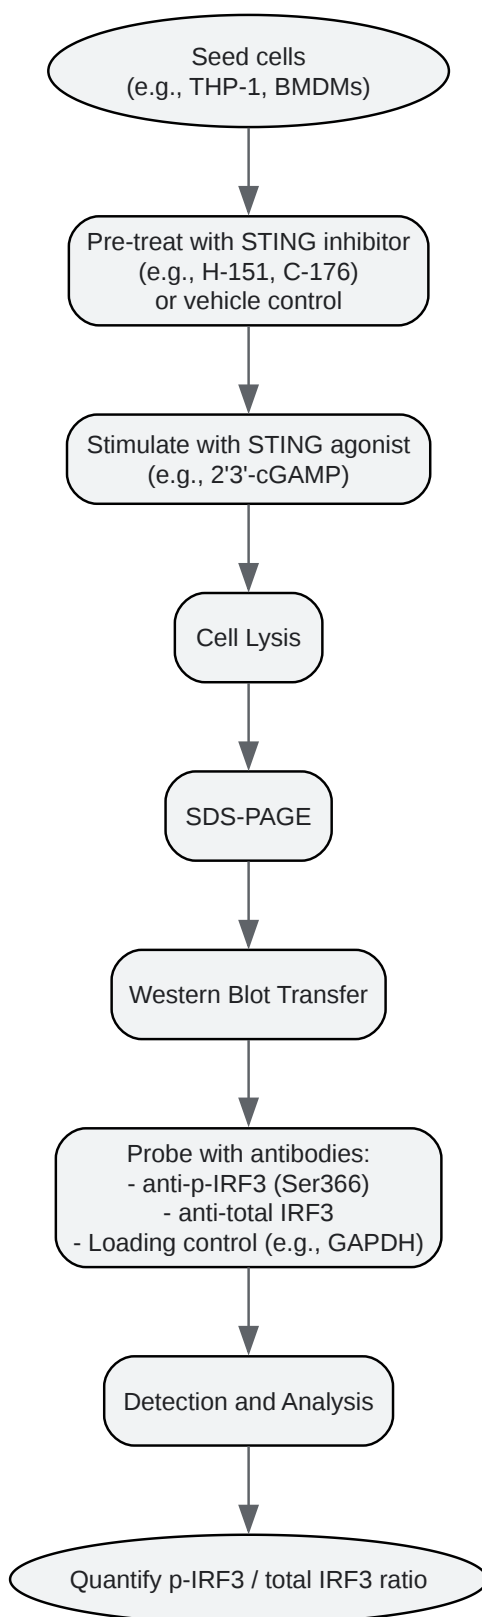 Seed cells
(e.g., THP-1, BMDMs)
Pre-treat with STING inhibitor
(e.g., H-151, C-176)
or vehicle control
Stimulate with STING agonist
(e.g., 2'3'-cGAMP)
Cell Lysis
SDS-PAGE
Western Blot Transfer
Probe with antibodies:
- anti-p-IRF3 (Ser366)
- anti-total IRF3
- Loading control (e.g., GAPDH)
Detection and Analysis
Quantify p-IRF3 / total IRF3 ratio